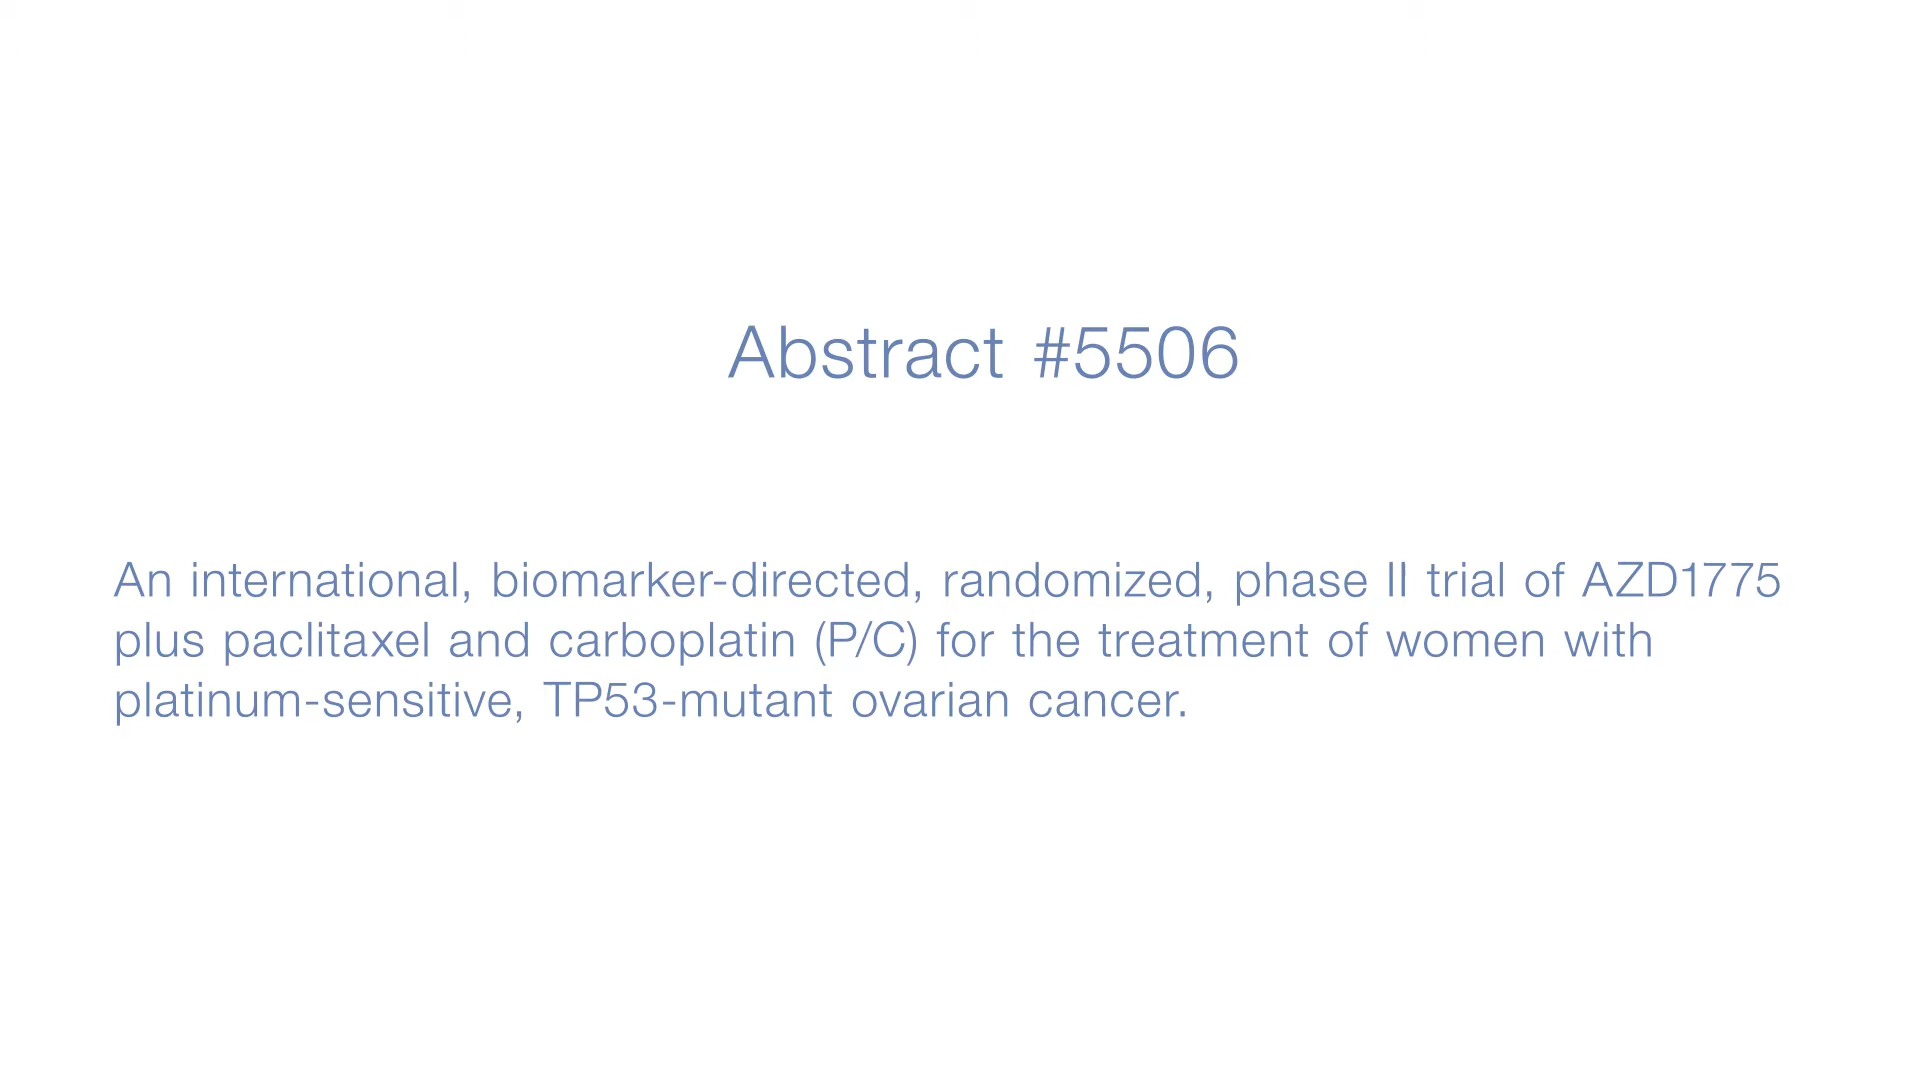 Abstract #5506
An international, biomarker-directed, randomized, phase II trial of AZD1775
plus paclitaxel and carboplatin (P/C) for the treatment of women with
platinum-sensitive, TP53-mutant ovarian cancer.